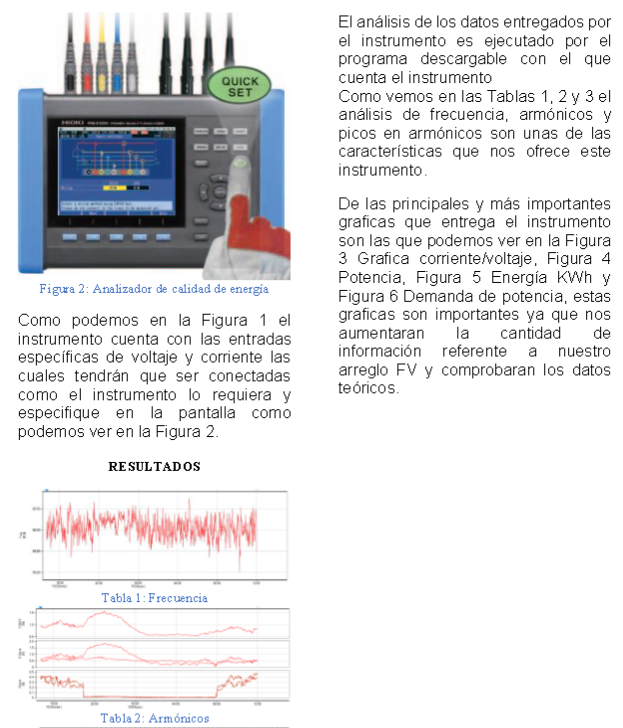 QUICK
SET
HIOKI
Figura 2: Analizador de calidad de energía
Como podemos en la Figura 1 el
instrumento cuenta con las entradas
específicas de voltaje y corriente las
cuales tendrán que ser conectadas
como el instrumento lo requiera y
especifique en la pantalla como
podemos ver en la Figura 2.
RESULTADOS
Tabla 1: Frecuencia
Tabla 2: Armónicos
El análisis de los datos entregados por
el instrumento es ejecutado por el
programa descargable con el que
cuenta el instrumento
Como vemos en las Tablas 1, 2 y 3 el
análisis de frecuencia, armónicos y
picos en armónicos son unas de las
características que nos ofrece este
instrumento.
De las principales y más importantes
graficas que entrega el instrumento
son las que podemos ver en la Figura
3 Grafica corriente/voltaje, Figura 4
Potencia, Figura 5 Energía KWh y
Figura 6 Demanda de potencia, estas
graficas son importantes ya que nos
aumentaran la cantidad de
información referente a nuestro
arreglo FV y comprobaran los datos
teóricos.